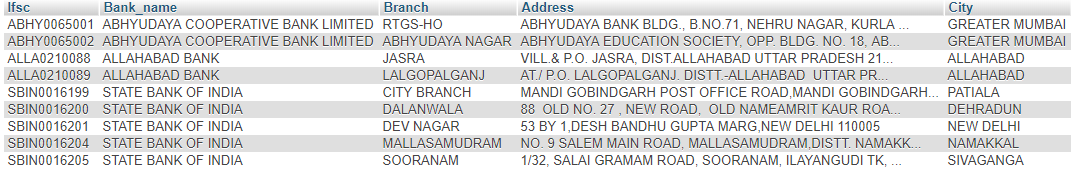 Ifsc Bank_name Branch Address City
ABHY0065001 ABHYUDAYA COOPERATIVE BANK LIMITED RTGS-HO ABHYUDAYA BANK BLDG., B.NO.71, NEHRU NAGAR, KURLA ... GREATER MUMBAI
ABHY0065002 ABHYUDAYA COOPERATIVE BANK LIMITED ABHYUDAYA NAGAR ABHYUDAYA EDUCATION SOCIETY, OPP. BLDG. NO. 18, AB... GREATER MUMBAI
ALLA0210088 ALLAHABAD BANK JASRA VILL.& P.O. JASRA, DIST.ALLAHABAD UTTAR PRADESH 21... ALLAHABAD
ALLA0210089 ALLAHABAD BANK LALGOPALGANJ AT./ P.O. LALGOPALGANJ. DISTT.-ALLAHABAD UTTAR PR... ALLAHABAD
SBIN0016199 STATE BANK OF INDIA CITY BRANCH MANDI GOBINDGARH POST OFFICE ROAD,MANDI GOBINDGARH... PATIALA
SBIN0016200 STATE BANK OF INDIA DALANWALA 88 OLD NO. 27 , NEW ROAD, OLD NAMEAMRIT KAUR ROA... DEHRADUN
SBIN0016201 STATE BANK OF INDIA DEV NAGAR 53 BY 1,DESH BANDHU GUPTA MARG,NEW DELHI 110005 NEW DELHI
SBIN0016204 STATE BANK OF INDIA MALLASAMUDRAM NO. 9 SALEM MAIN ROAD, MALLASAMUDRAM,DISTT. NAMAKK... NAMAKKAL
SBIN0016205 STATE BANK OF INDIA SOORANAM 1/32, SALAI GRAMAM ROAD, SOORANAM, ILAYANGUDI TK, ... SIVAGANGA